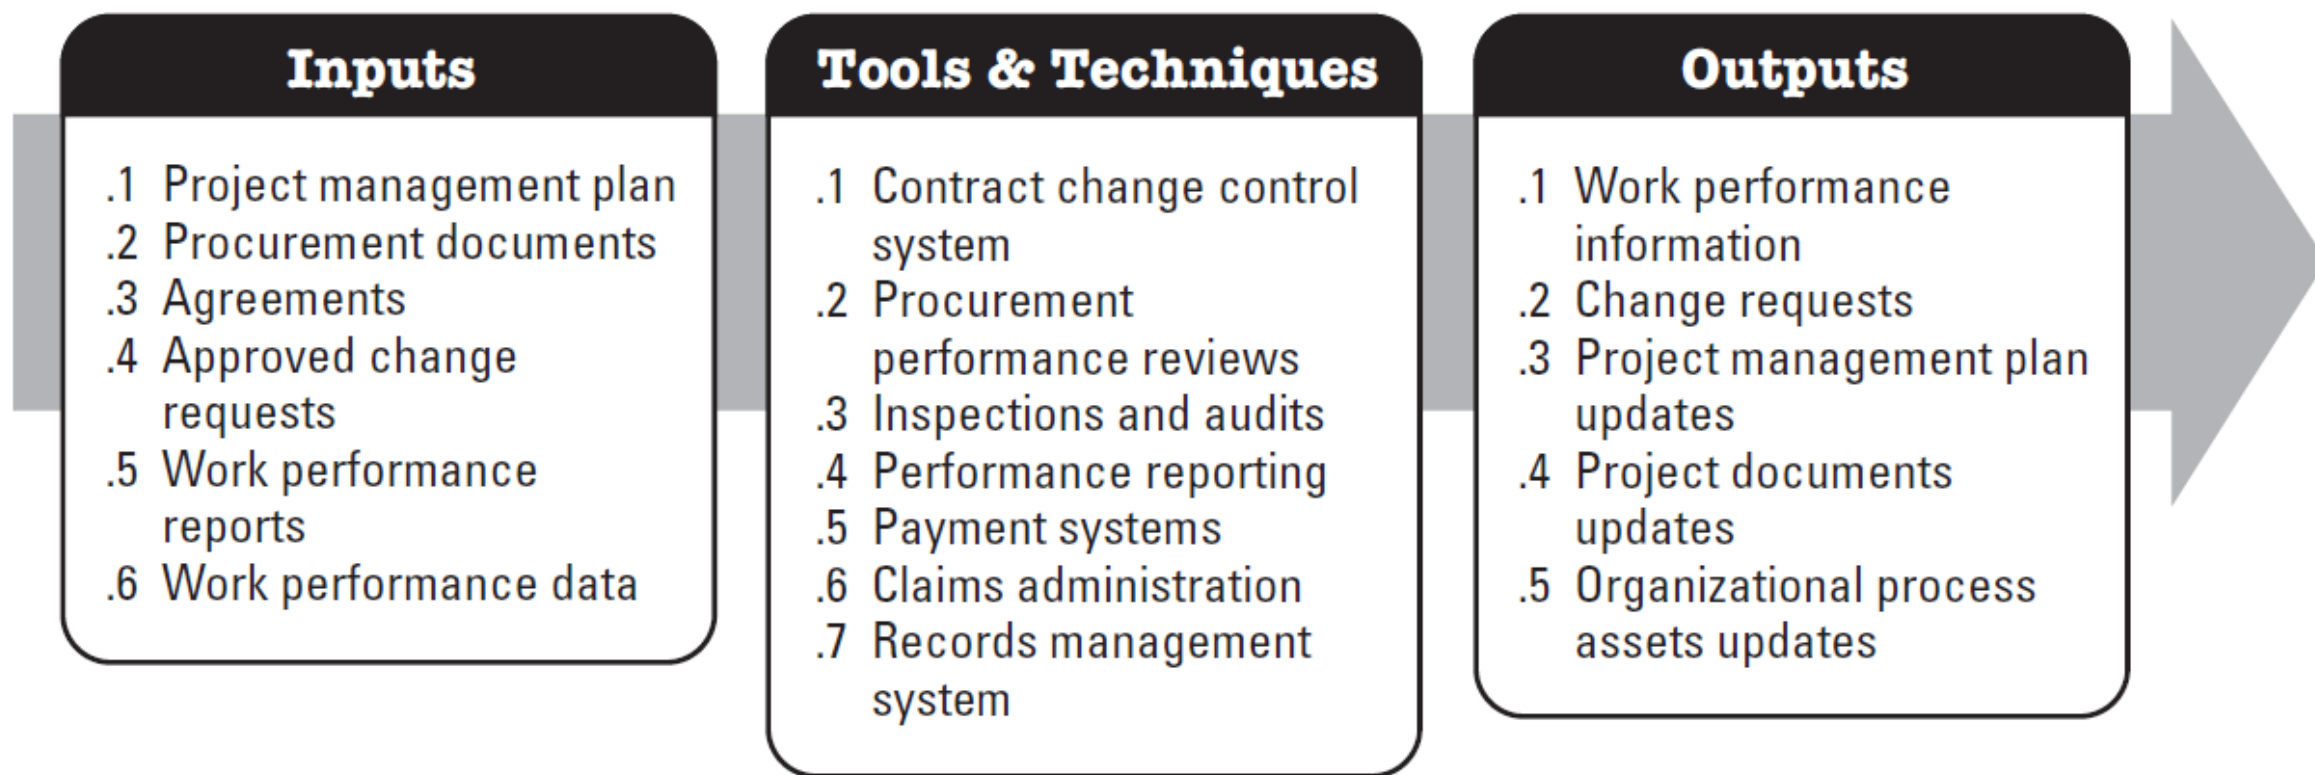 Inputs
.1 Project management plan
.2 Procurement documents
.3 Agreements
.4 Approved change
requests
.5 Work performance
reports
.6 Work performance data
Tools & Techniques
.1 Contract change control
system
.2 Procurement
performance reviews
.3 Inspections and audits
.4 Performance reporting
.5 Payment systems
.6 Claims administration
.7 Records management
system
Outputs
.1 Work performance
information
.2 Change requests
.3 Project management plan
updates
.4 Project documents
updates
.5 Organizational process
assets updates